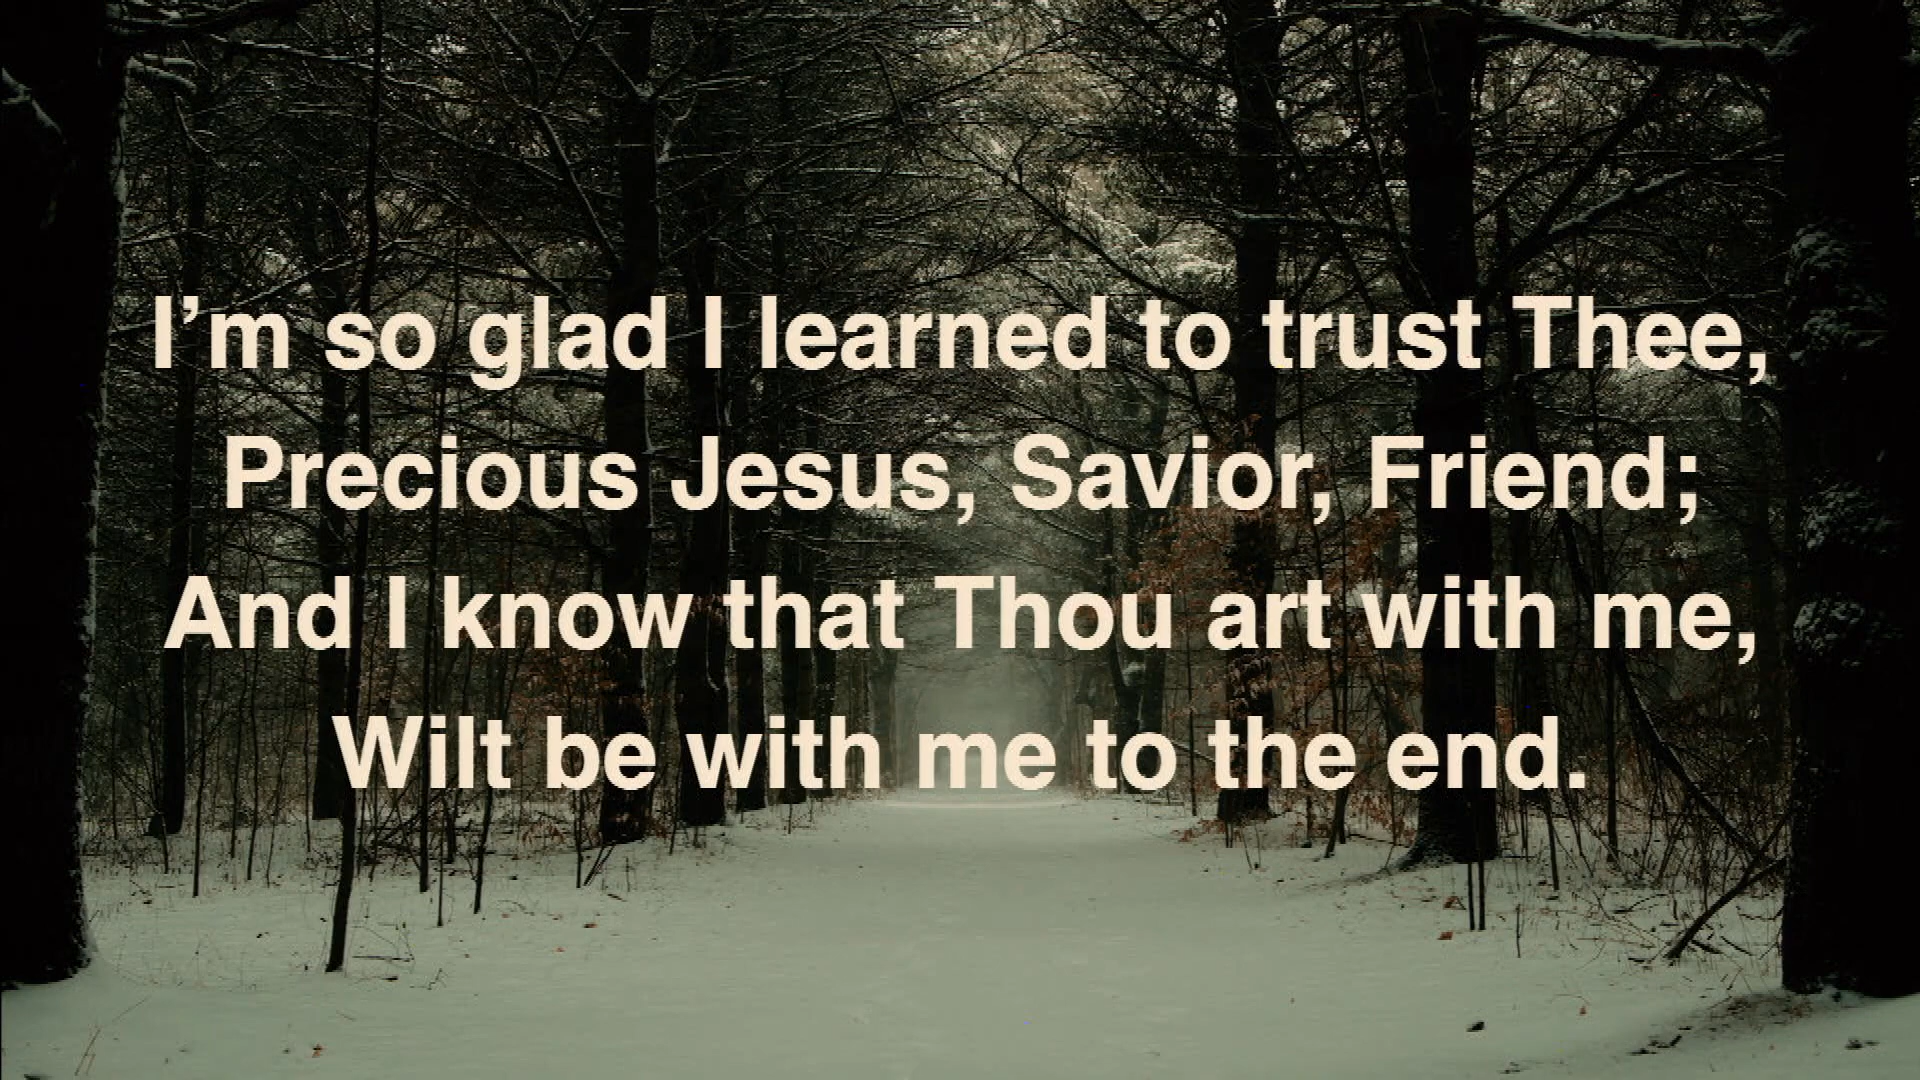 I’m so glad I learned to trust Thee,
Precious Jesus, Savior, Friend;
And I know that Thou art with me,
Wilt be with me to the end.